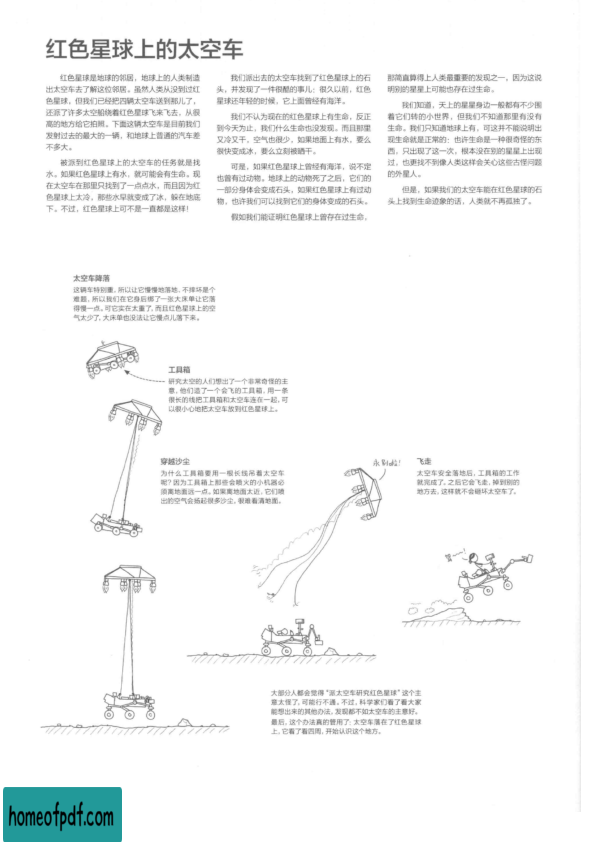 红色星球上的太空车
红色星球是地球的邻居，地球上的人类制造
出太空车去了解这位邻居。虽然人类从没到过红
色星球，但我们已经把四辆太空车送到那儿了，
还派了许多太空船绕着红色星球飞来飞去，从很
高的地方给它拍照。下面这辆太空车是目前我们
发射过去的最大的一辆，和地球上普通的汽车差
不多大。
被派到红色星球上的太空车的任务就是找
水。如果红色星球上有水，就可能会有生命。现
在太空车在那里只找到了一点点水，而且因为红
色星球上太冷，那些水早就变成了冰，躲在地底
下。不过，红色星球上可不是一直都是这样！
我们派出去的太空车找到了红色星球上的石
头，并发现了一件很酷的事儿：很久以前，红色
星球还年轻的时候，它上面曾经有海洋。
我们不认为现在的红色星球上有生命，反正
到今天为止，我们什么生命也没发现。而且那里
又冷又干，空气也很少，如果地面上有水，要么
很快变成冰，要么立刻被晒干。
可是，如果红色星球上曾经有海洋，说不定
也曾有过动物。地球上的动物死了之后，它们的
一部分身体会变成石头，如果红色星球上有过动
物，也许我们可以找到它们的身体变成的石头。
假如我们能证明红色星球上曾存在过生命，
那简直算得上人类最重要的发现之一，因为这说
明别的星星上可能也存在过生命。
我们知道，天上的星星身边一般都有不少围
着它们转的小世界，但我们不知道那里有没有
生命。我们只知道地球上有，可这并不能说明出
现生命就是正常的；也许生命是一种很奇怪的东
西，只出现了这一次，根本没在别的星星上出现
过，也更找不到像人类这样会关心这些古怪问题
的外星人。
但是，如果我们的太空车能在红星球的石
头上找到生命迹象的话，人类就不再孤独了。
太空车降落
这辆车特别重，所以让它慢慢地落地、不摔坏是个
难题，所以我们在它身后绑了一张大床单让它落
得慢一点。可它实在太重了，而且红色星球上的空
气太少了，大床单也没法让它慢点儿落下来。
工具箱
研究太空的人们想出了一个非常奇怪的主
意，他们造了一个会飞的工具箱，用一条
很长的线把工具箱和太空车连在一起，可
以很小心地把太空车放到红色星球上。
穿越沙尘
为什么工具箱要用一根长线吊着太空车
呢？因为工具箱上那些会喷火的小机器必
须离地面远一点。如果离地面太近，它们喷
出的空气会扬起很多沙尘，很难看清地面。
永别啦！
飞走
太空车安全落地后，工具箱的工作
就完成了。之后它会飞走，掉到别的
地方去，这样就不会砸坏太空车了。
大部分人都会觉得“派太空车研究红色星球”这个主
意太怪了，可能行不通。不过，科学家们看了看大家
能想出来的其他办法，发现都不如太空车的主意好。
最后，这个办法真的管用了：太空车落在了红色星球
上，它看了看四周，开始认识这个地方。
homeofpdf.com